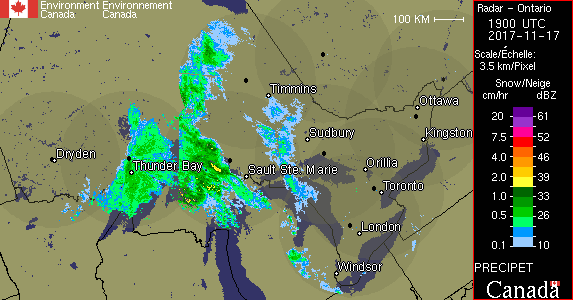 Environment Environnement
Canada Canada
100 KM
Timmins
Ottawa
Sudbury
Kingston
Dryden
Thunder Bay
Sault Ste. Marie
Orillia
Toronto
London
Windsor
Radar - Ontario
1900 UTC
2017-11-17
Scale/Échelle:
3.5 km/Pixel
Snow/Neige
cm/hr dBZ
20 61
7.5 52
4.0 46
2.0 39
1.0 33
0.5 26
0.1 10
PRECIPET
Canada